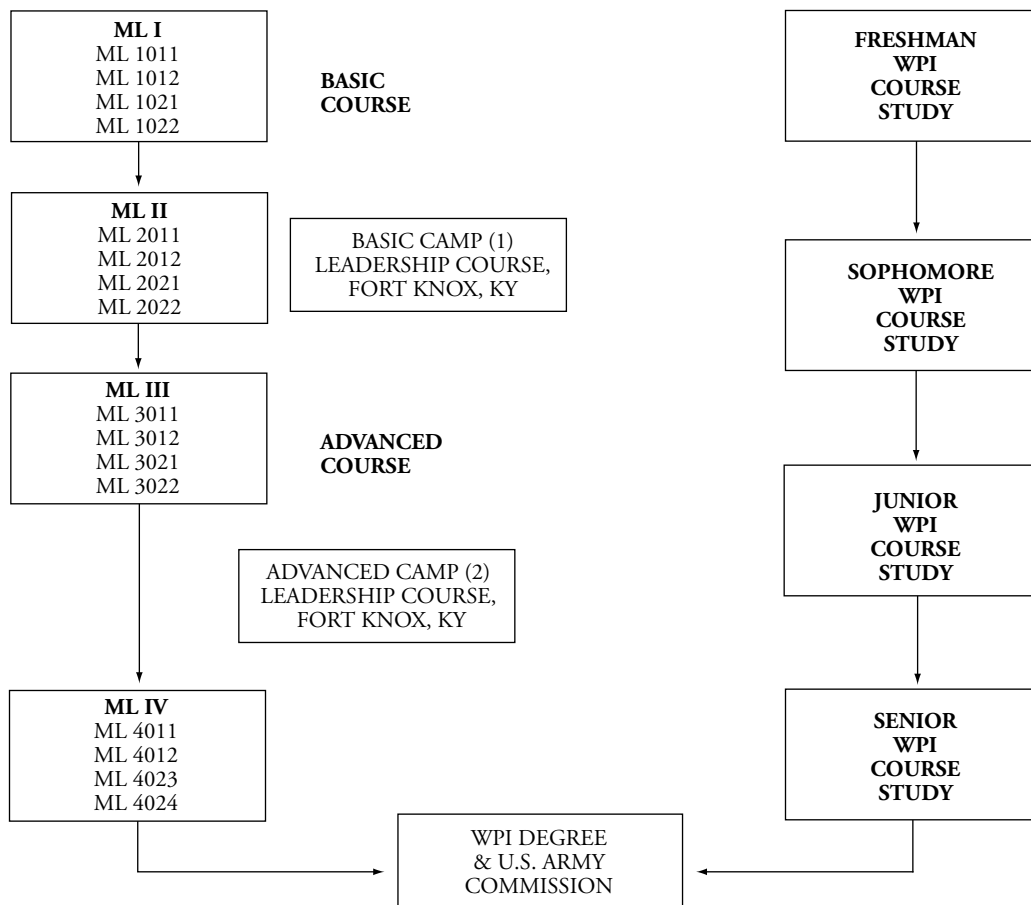 ML I
ML 1011
ML 1012
ML 1021
ML 1022
BASIC
COURSE
FRESHMAN
WPI
COURSE
STUDY
ML II
ML 2011
ML 2012
ML 2021
ML 2022
BASIC CAMP (1)
LEADERSHIP COURSE,
FORT KNOX, KY
SOPHOMORE
WPI
COURSE
STUDY
ML III
ML 3011
ML 3012
ML 3021
ML 3022
ADVANCED
COURSE
JUNIOR
WPI
COURSE
STUDY
ADVANCED CAMP (2)
LEADERSHIP COURSE,
FORT KNOX, KY
ML IV
ML 4011
ML 4012
ML 4023
ML 4024
SENIOR
WPI
COURSE
STUDY
WPI DEGREE
& U.S. ARMY
COMMISSION